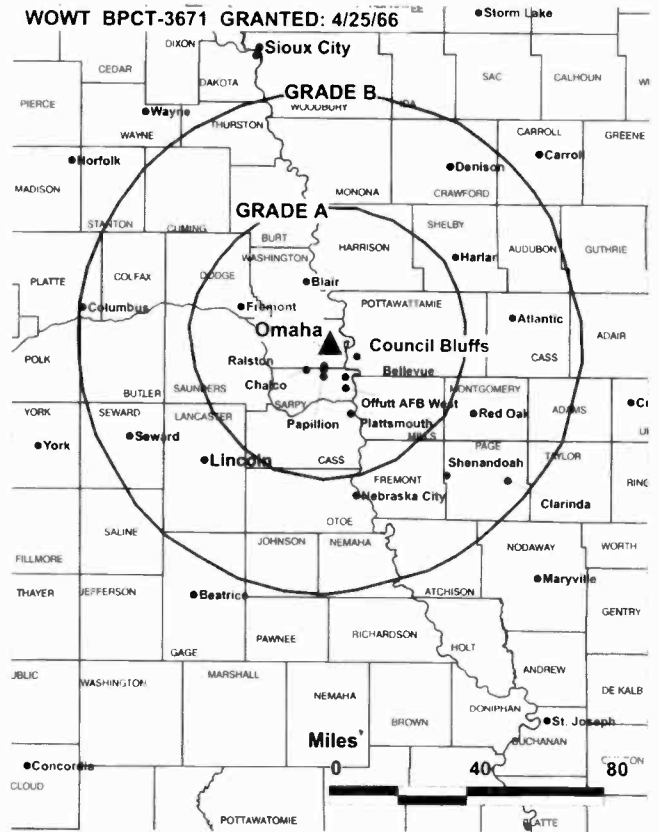 WOWT BPCT-3671 GRANTED: 4/25/66
Storm Lake
DIXON
Sioux City
CEDAR
DAKOTA
SAC
CALHOUN
PIERCE
GRADE B
WOODBURY
IDA
Wayne
WAYNE
THURSTON
CARROLL
GREENE
Norfolk
Denison
Carroll
MADISON
MONONA
CRAWFORD
STANTON
CUMING
GRADE A
BURT
HARRISON
SHELBY
AUDUBON
GUTHRIE
WASHINGTON
Harlan
PLATTE
COLFAX
DODGE
Blair
POTTAWATTAMIE
Columbus
Fremont
Atlantic
ADAIR
Omaha
Council Bluffs
CASS
POLK
Ralston
Bellevue
BUTLER
SAUNDERS
Chalco
MONTGOMERY
YORK
SEWARD
LANCASTER
SARPY
Offutt AFB West
ADAMS
York
Seward
Papillion
Plattsmouth
Red Oak
MILLS
PAGE
TAYLOR
Lincoln
CASS
Shenandoah
FREMONT
RING
Nebraska City
Clarinda
SALINE
OTOE
JOHNSON
NEMAHA
NODAWAY
WORTH
FILLMORE
THAYER
JEFFERSON
Beatrice
ATCHISON
Maryville
GENTRY
RICHARDSON
PAWNEE
HOLT
GAGE
ANDREW
MARSHALL
WASHINGTON
NEMAHA
DE KALB
DONIPHAN
BROWN
St. Joseph
Miles
BUCHANAN
Concordia
0 40 80
CLOUD
POTTAWATOMIE
PLATTE